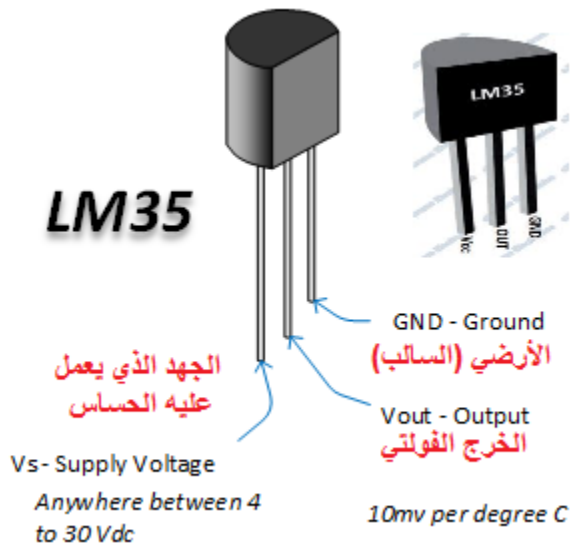 LM35
LM35
Vcc
OUT
GND
GND - Ground
الأرضي (السالب)
الجهد الذي يعمل
عليه الحساس
Vout - Output
الخرج الفولتي
Vs- Supply Voltage
Anywhere between 4
to 30 Vdc
10mv per degree C